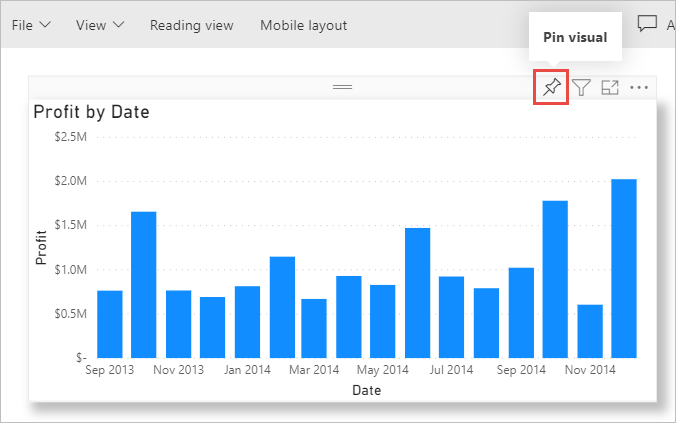 File View Reading view Mobile layout A
Pin visual
Profit by Date
$2.5M
$2.0M
$1.5M
$1.0M
$0.5M
$-
Profit
Sep 2013 Nov 2013 Jan 2014 Mar 2014 May 2014 Jul 2014 Sep 2014 Nov 2014
Date